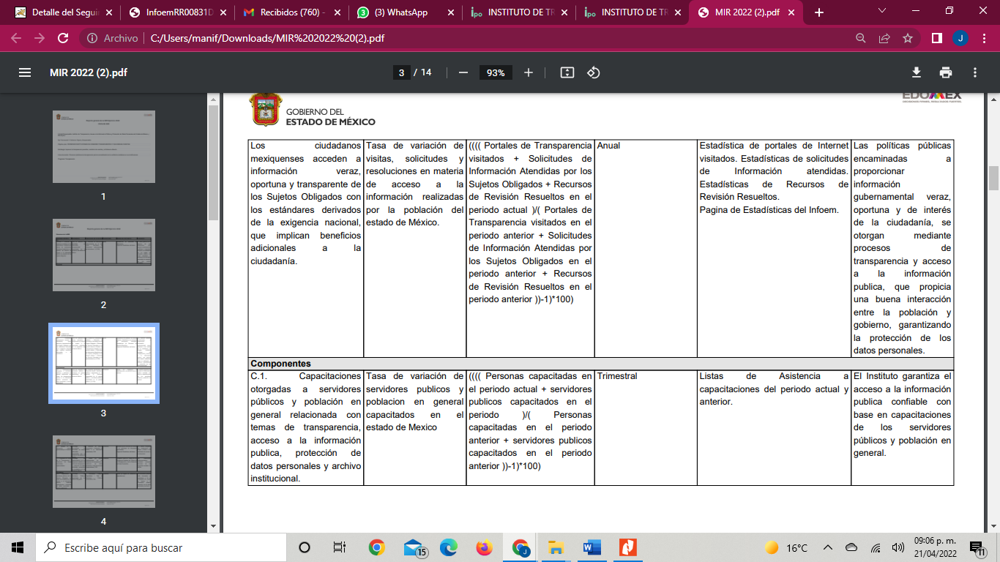 Detalle del Segui
InfoemRR00831D
Recibidos (760) -
(3) WhatsApp
INSTITUTO DE TR
INSTITUTO DE TR
MIR 2022 (2).pdf
Archivo
C:/Users/manif/Downloads/MIR%202022%20(2).pdf
MIR 2022 (2).pdf
3 / 14
93%
1
2
3
4
GOBIERNO DEL
ESTADO DE MÉXICO
EDOMEX
Los ciudadanos
mexiquenses acceden a
información veraz,
oportuna y transparente de
los Sujetos Obligados con
los estándares derivados
de la exigencia nacional,
que implican beneficios
adicionales a la
ciudadanía.
Tasa de variación de
visitas, solicitudes y
resoluciones en materia
de acceso a la
información realizadas
por la población del
estado de México.
(((( Portales de Transparencia
visitados + Solicitudes de
Información Atendidas por los
Sujetos Obligados + Recursos
de Revisión Resueltos en el
periodo actual )/( Portales de
Transparencia visitados en el
periodo anterior + Solicitudes
de Información Atendidas por
los Sujetos Obligados en el
periodo anterior + Recursos
de Revisión Resueltos en el
periodo anterior ))-1)*100)
Anual
Estadística de portales de Internet
visitados. Estadísticas de solicitudes
de Información atendidas.
Estadísticas de Recursos de
Revisión Resueltos.
Pagina de Estadísticas del Infoem.
Las políticas públicas
encaminadas a
proporcionar
información
gubernamental veraz,
oportuna y de interés
de la ciudadanía, se
otorgan mediante
procesos de
transparencia y acceso
a la información
publica, que propicia
una buena interacción
entre la población y
gobierno, garantizando
la protección de los
datos personales.
Componentes
C.1. Capacitaciones
otorgadas a servidores
públicos y población en
general relacionada con
temas de transparencia,
acceso a la información
publica, protección de
datos personales y archivo
institucional.
Tasa de variación de
servidores publicos y
poblacion en general
capacitados en el
estado de Mexico
(((( Personas capacitadas en
el periodo actual + servidores
publicos capacitados en el
periodo )/( Personas
capacitadas en el periodo
anterior + servidores publicos
capacitados en el periodo
anterior ))-1)*100)
Trimestral
Listas de Asistencia a
capacitaciones del periodo actual y
anterior.
El Instituto garantiza el
acceso a la información
publica confiable con
base en capacitaciones
de los servidores
públicos y población en
general.
Escribe aquí para buscar
15
16°C
09:06 p. m.
21/04/2022
11